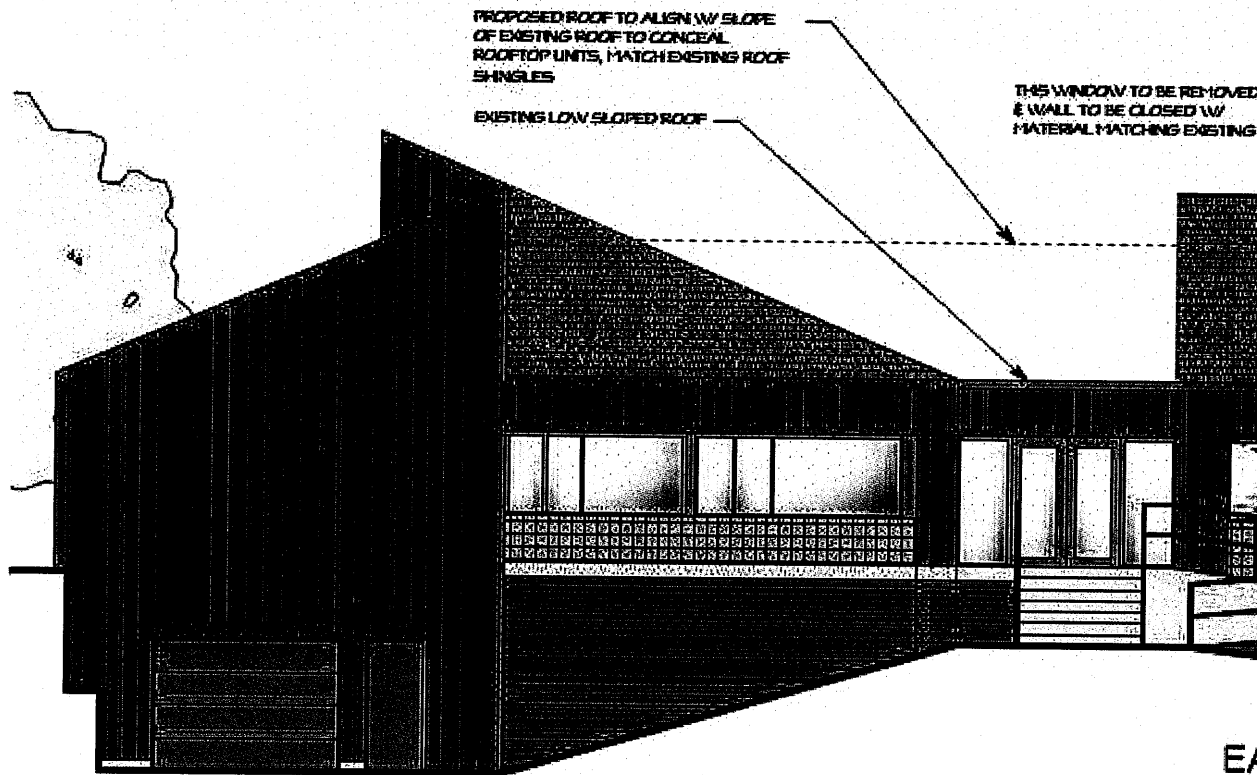 PROPOSED ROOF TO ALIGN W/ SLOPE
OF EXISTING ROOF TO CONCEAL
ROOFTOP UNITS, MATCH EXISTING ROOF
SHINGLES
EXISTING LOW SLOPED ROOF
THIS WINDOW TO BE REMOVED
& WALL TO BE CLOSED W/
MATERIAL MATCHING EXISTING
EA